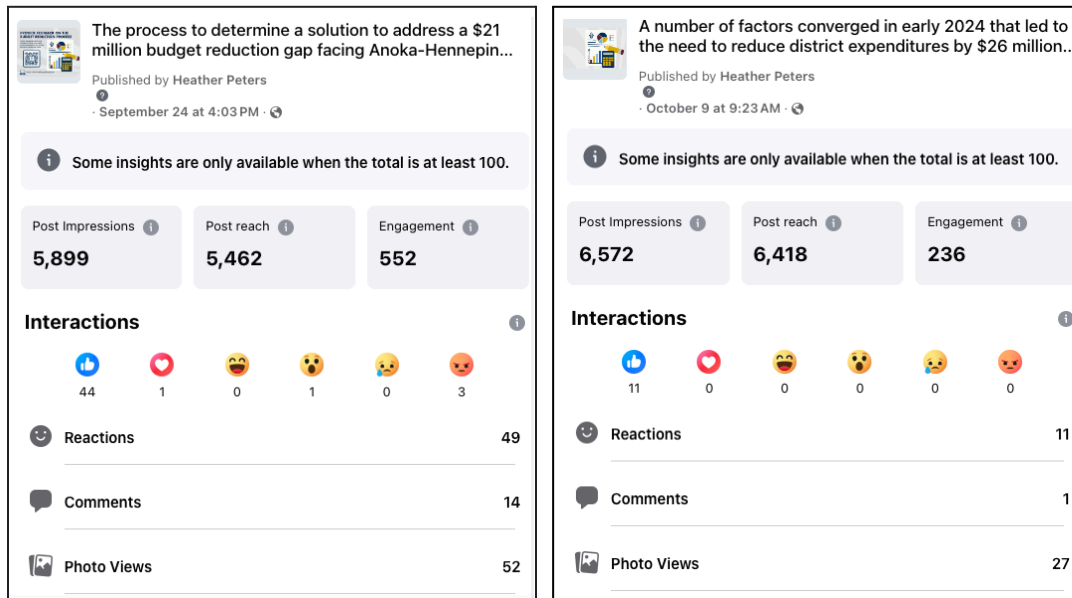 The process to determine a solution to address a $21
million budget reduction gap facing Anoka-Hennepin...
Published by Heather Peters
· September 24 at 4:03 PM ·
Some insights are only available when the total is at least 100.
Post Impressions
Post reach
Engagement
5,899
5,462
552
Interactions
44
1
0
1
0
3
Reactions
49
Comments
14
Photo Views
52
A number of factors converged in early 2024 that led to
the need to reduce district expenditures by $26 million..
Published by Heather Peters
· October 9 at 9:23 AM ·
Some insights are only available when the total is at least 100.
Post Impressions
Post reach
Engagement
6,572
6,418
236
Interactions
11
0
0
0
0
0
Reactions
11
Comments
1
Photo Views
27